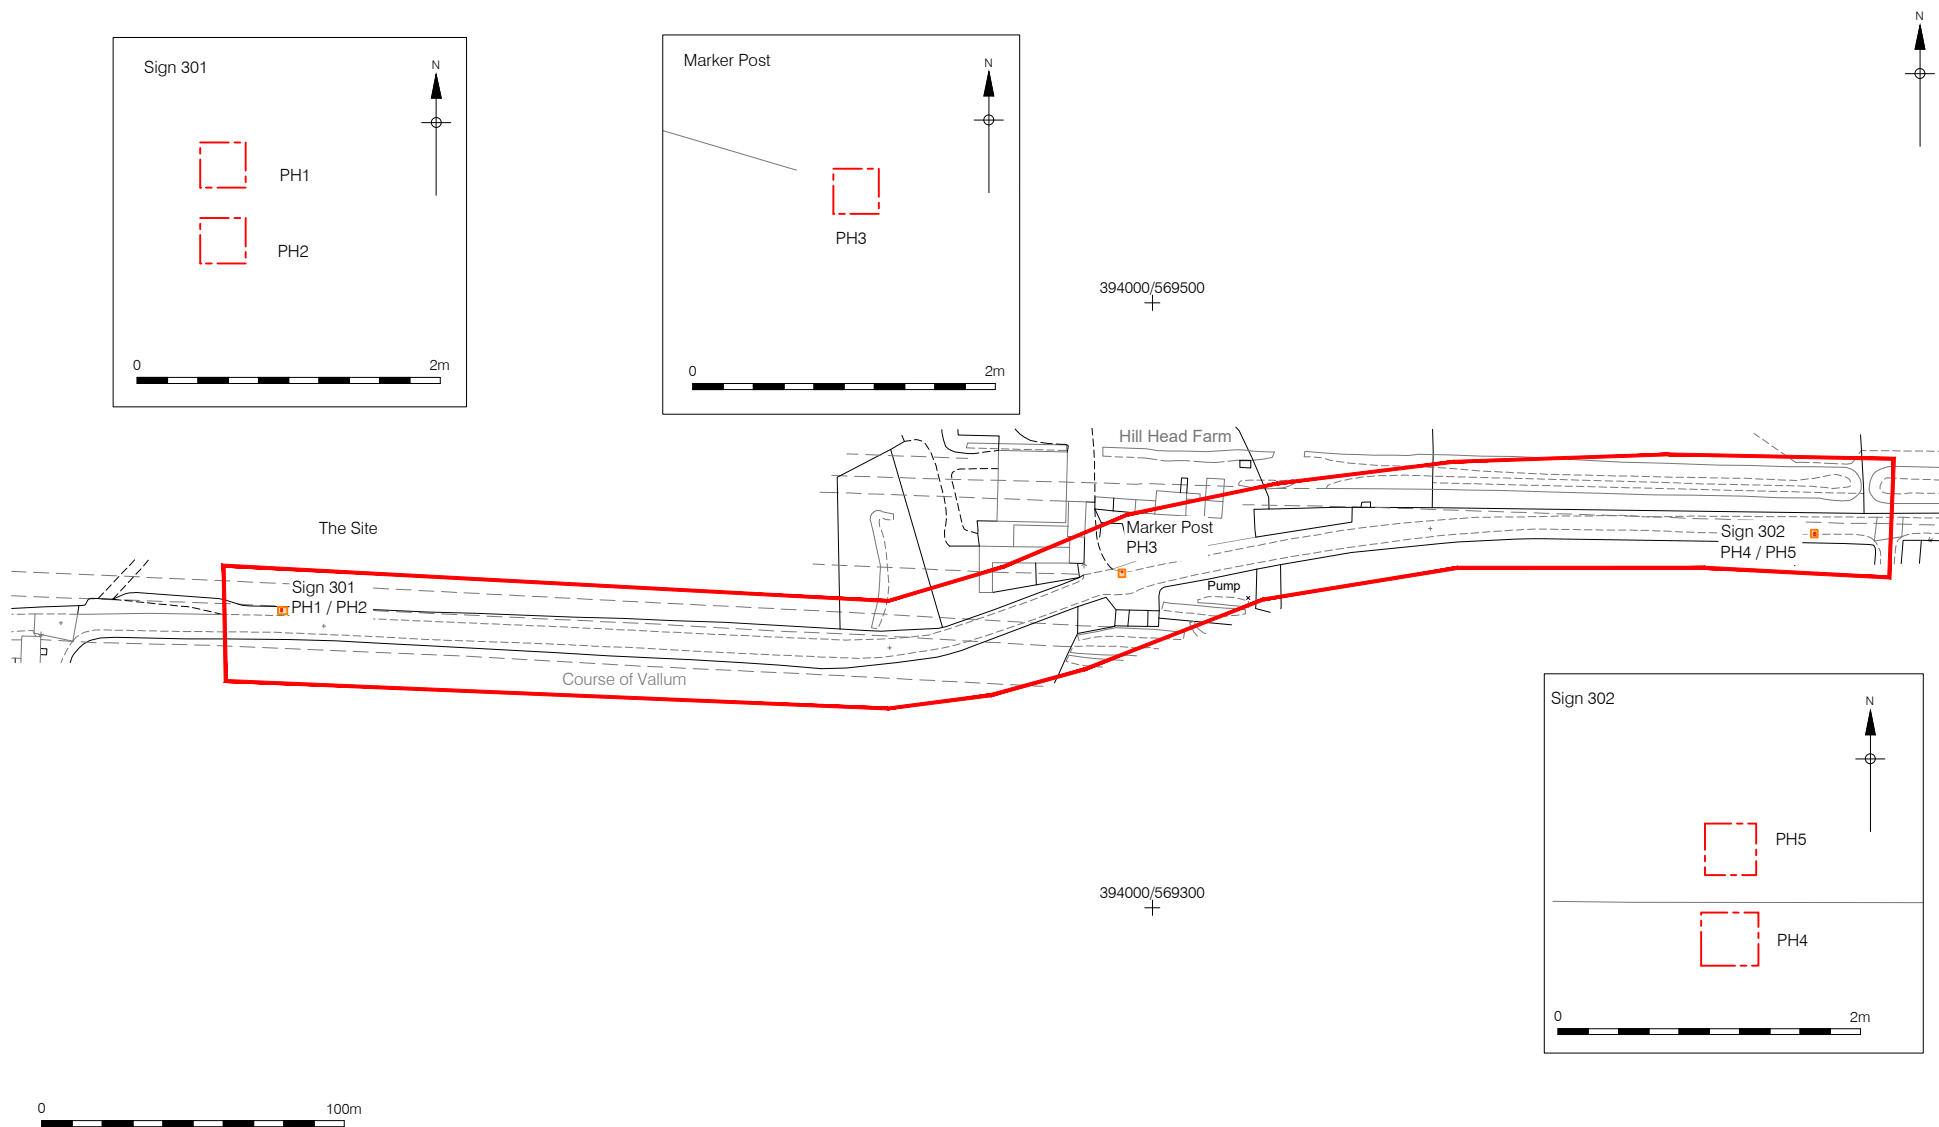 Sign 301
N
PH1
PH2
0 2m
Marker Post
N
PH3
0 2m
N
394000/569500
Hill Head Farm
The Site
Sign 301
PH1 / PH2
Marker Post
PH3
Sign 302
PH4 / PH5
Pump
Course of Vallum
394000/569300
Sign 302
N
PH5
PH4
0 2m
0 100m